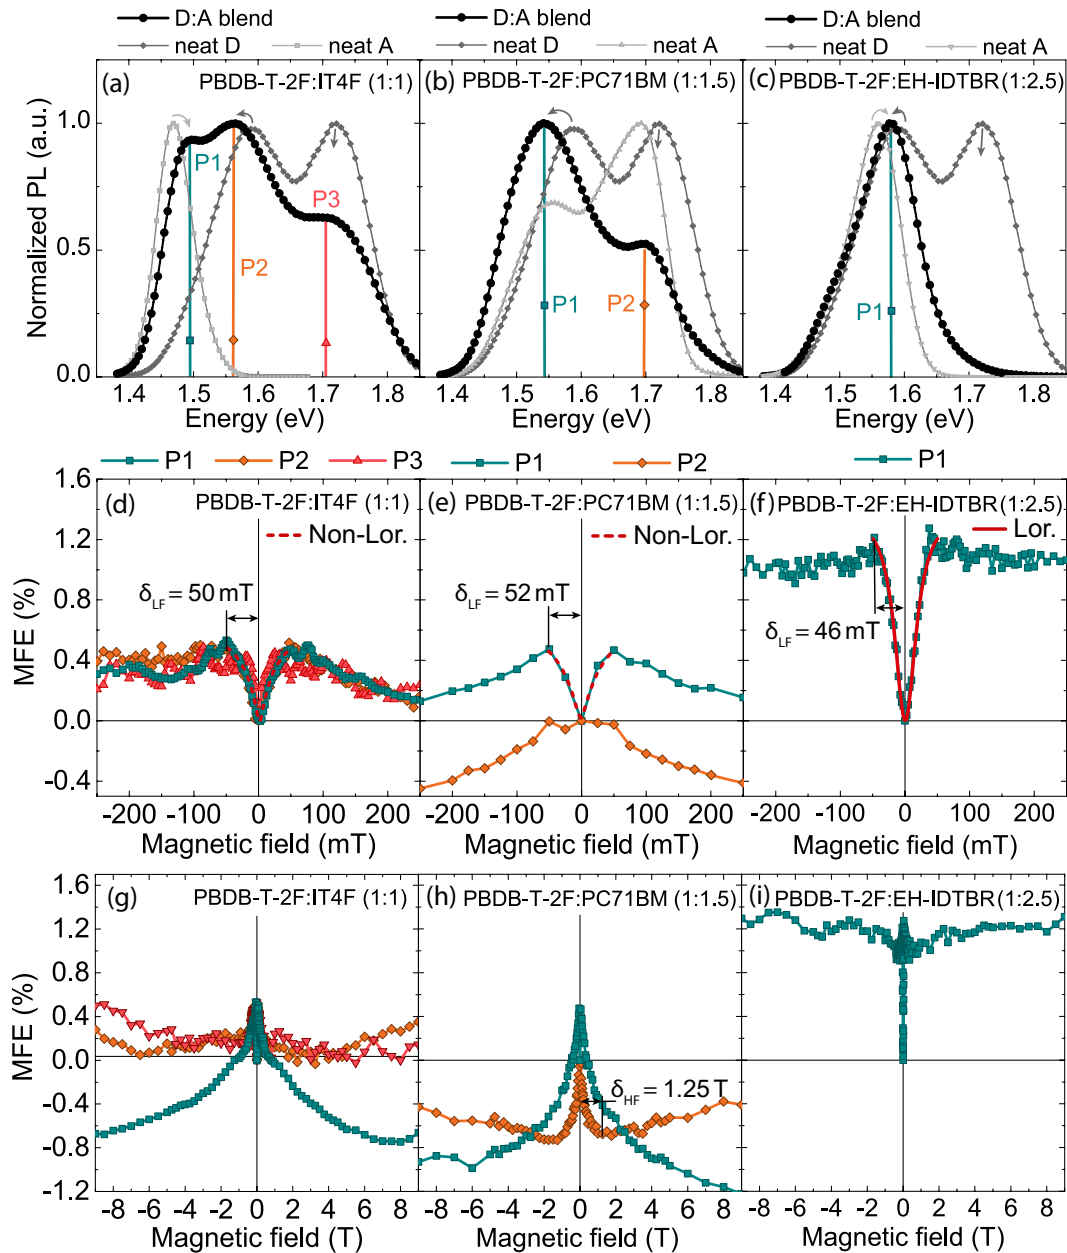 D:A blend D:A blend D:A blend
neat D neat A neat D neat A neat D neat A
(a) PBDB-T-2F:IT4F (1:1) (b) PBDB-T-2F:PC71BM (1:1.5) (c) PBDB-T-2F:EH-IDTBR(1:2.5)
Normalized PL (a.u.)
1.0
0.5
0.0
P1 P2 P3
P1 P2
P1
1.4 1.5 1.6 1.7 1.8 1.4 1.5 1.6 1.7 1.8 1.4 1.5 1.6 1.7 1.8
Energy (eV) Energy (eV) Energy (eV)
P1 P2 P3 P1 P2 P1
(d) PBDB-T-2F:IT4F (1:1) (e) PBDB-T-2F:PC71BM (1:1.5) (f) PBDB-T-2F:EH-IDTBR(1:2.5)
Non-Lor. Non-Lor. Lor.
δLF = 50 mT δLF = 52 mT δLF = 46 mT
MFE (%)
1.6
1.2
0.8
0.4
0.0
-0.4
-200 -100 0 100 200 -200 -100 0 100 200 -200 -100 0 100 200
Magnetic field (mT) Magnetic field (mT) Magnetic field (mT)
(g) PBDB-T-2F:IT4F (1:1) (h) PBDB-T-2F:PC71BM (1:1.5) (i) PBDB-T-2F:EH-IDTBR(1:2.5)
δHF = 1.25 T
MFE (%)
1.6
1.2
0.8
0.4
0.0
-0.4
-0.8
-1.2
-8 -6 -4 -2 0 2 4 6 8 -8 -6 -4 -2 0 2 4 6 8 -8 -6 -4 -2 0 2 4 6 8
Magnetic field (T) Magnetic field (T) Magnetic field (T)